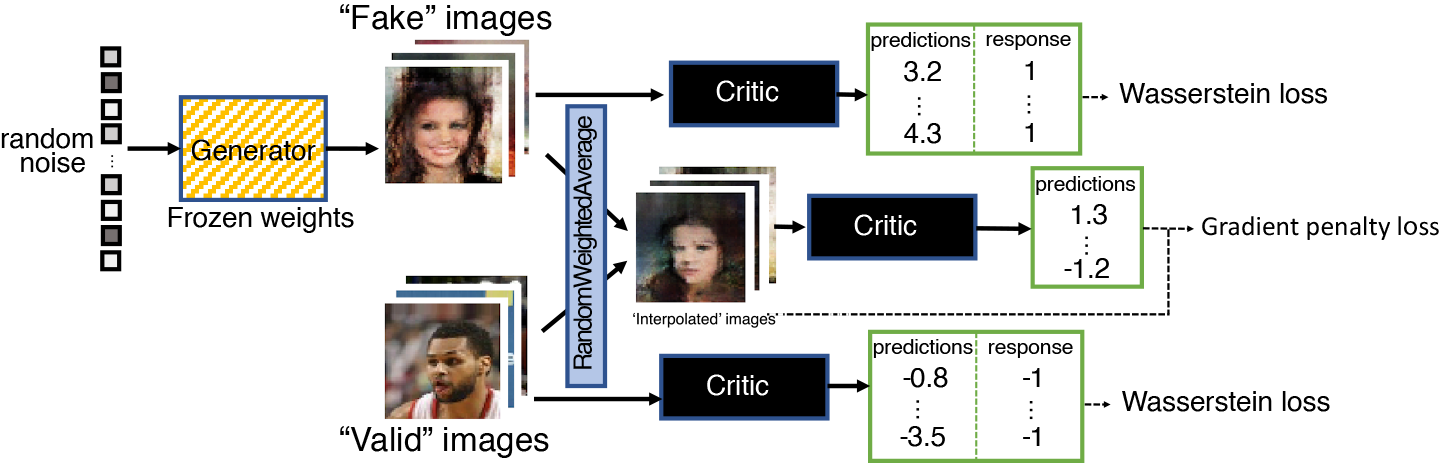 “Fake” images
random
noise
Generator
Frozen weights
RandomWeightedAverage
Critic
predictions response
3.2 1
4.3 1
Wasserstein loss
‘Interpolated’ images
Critic
predictions
1.3
-1.2
Gradient penalty loss
“Valid” images
Critic
predictions response
-0.8 -1
-3.5 -1
Wasserstein loss